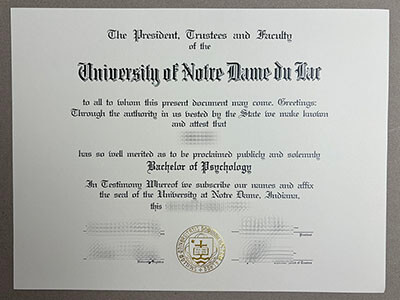 The President, Trustees and Faculty
of the
University of Notre Dame du Lac
to all to whom this present document may come, Greetings:
Through the authority in us vested by the State we make known
and attest that
has so well merited as to be proclaimed publicly and solemnly
Bachelor of Psychology
In Testimony Whereof we subscribe our names and affix
the seal of the University at Notre Dame, Indiana,
this
President